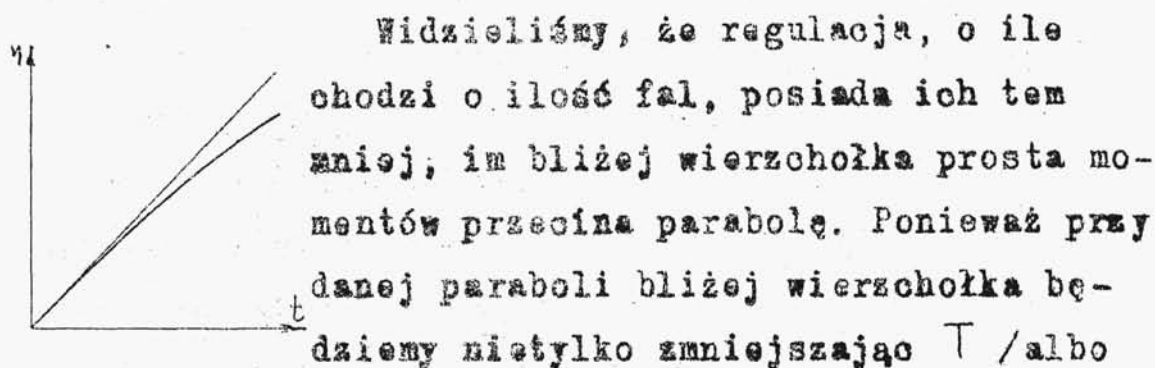 η
Widzieliśmy, że regulacja, o ile
chodzi o ilość fal, posiada ich tem
mniej, im bliżej wierzchołka prosta mo-
mentów przecina parabolę. Ponieważ przy
danej paraboli bliżej wierzchołka bę-
t
dziemy nietylko zmniejszając T /albo